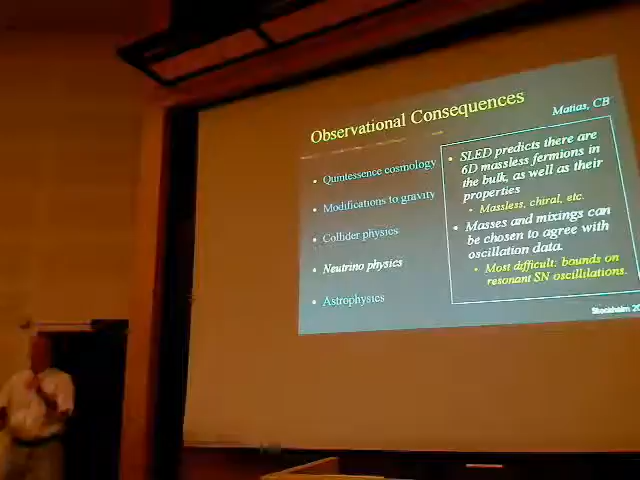 Observational Consequences
Matias, CB
• Quintessence cosmology
• Modifications to gravity
• Collider physics
• Neutrino physics
• Astrophysics
• SLED predicts there are
6D massless fermions in
the bulk, as well as their
properties
• Massless, chiral, etc.
• Masses and mixings can
be chosen to agree with
oscillation data.
• Most difficult: bounds on
resonant SN oscillilations.
Stockholm 20